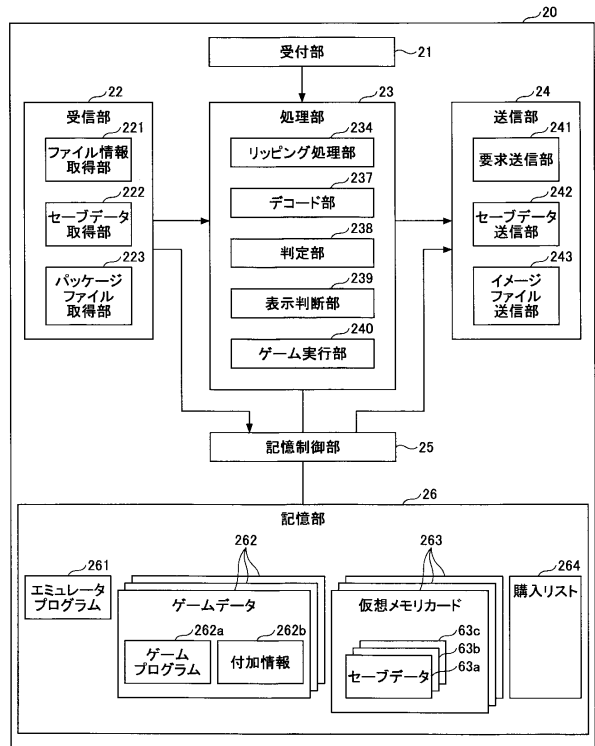 20
受付部
21
22
受信部
221
ファイル情報
取得部
222
セーブデータ
取得部
223
パッケージ
ファイル
取得部
23
処理部
234
リッピング処理部
237
デコード部
238
判定部
239
表示判断部
240
ゲーム実行部
24
送信部
241
要求送信部
242
セーブデータ
送信部
243
イメージ
ファイル
送信部
記憶制御部
25
26
記憶部
261
エミュレータ
プログラム
262
ゲームデータ
262a
ゲーム
プログラム
262b
付加情報
263
仮想メモリカード
63c
63b
63a
セーブデータ
264
購入リスト